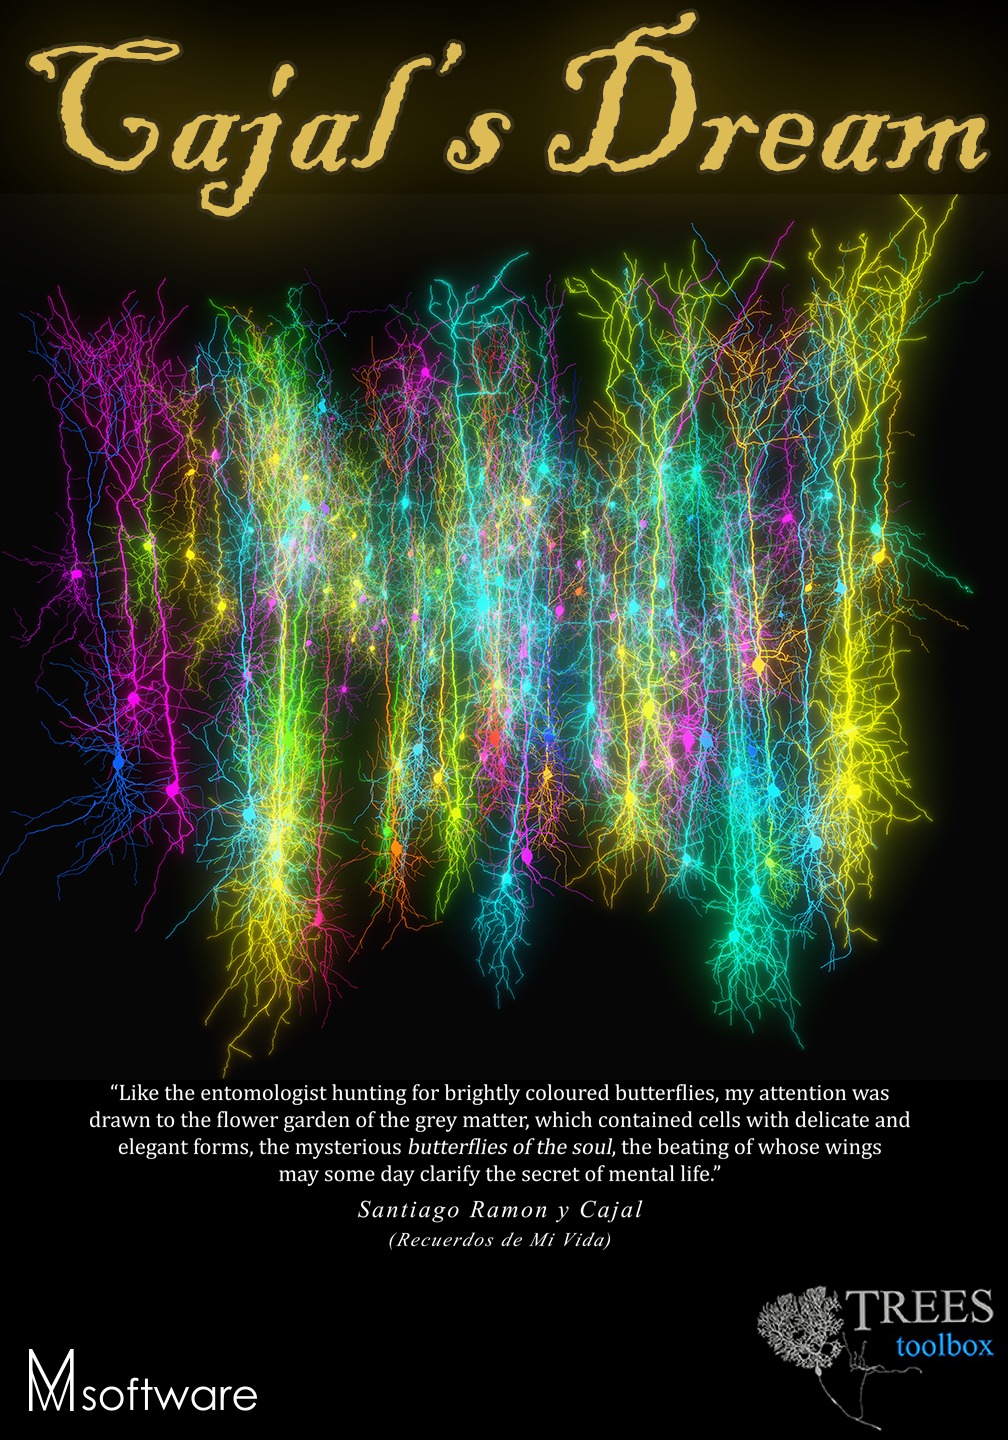 Cajal's Dream
“Like the entomologist hunting for brightly coloured butterflies, my attention was
drawn to the flower garden of the grey matter, which contained cells with delicate and
elegant forms, the mysterious butterflies of the soul, the beating of whose wings
may some day clarify the secret of mental life.”
Santiago Ramon y Cajal
(Recuerdos de Mi Vida)
TREES
toolbox
M software